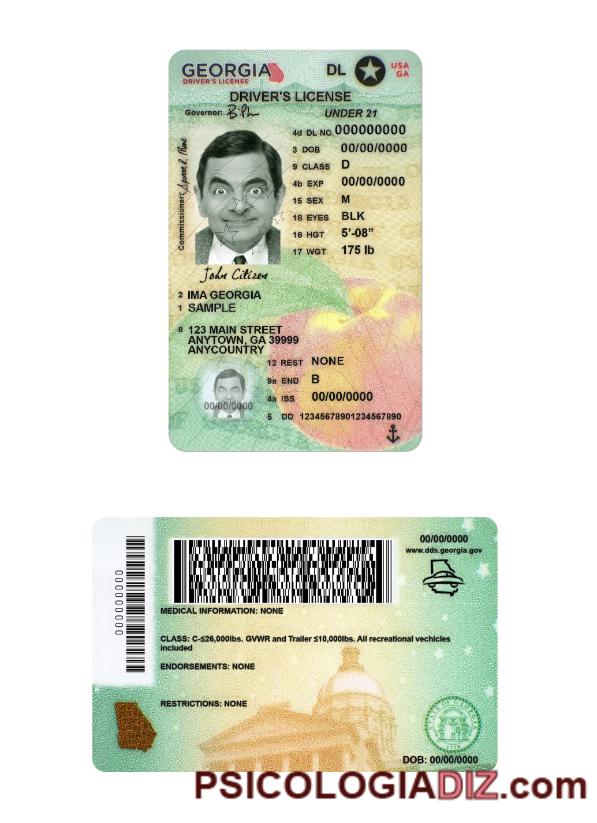 GEORGIA
DRIVER'S LICENSE
DL
USA
GA
DRIVER'S LICENSE
Governor:
UNDER 21
4d DL NO. 000000000
3 DOB 00/00/0000
9 CLASS D
4b EXP 00/00/0000
15 SEX M
18 EYES BLK
16 HGT 5'-08"
17 WGT 175 lb
Commissioner:
John Citizen
2 IMA GEORGIA
1 SAMPLE
8 123 MAIN STREET
ANYTOWN, GA 39999
ANYCOUNTRY
12 REST NONE
9a END B
4a ISS 00/00/0000
5 DD 12345678901234567890
00/00/0000
000000000
00/00/0000
www.dds.georgia.gov
MEDICAL INFORMATION: NONE
CLASS: C-≤26,000lbs. GVWR and Trailer ≤10,000lbs. All recreational vechicles
included
ENDORSEMENTS: NONE
RESTRICTIONS: NONE
DOB: 00/00/0000
PSICOLOGIADIZ.com